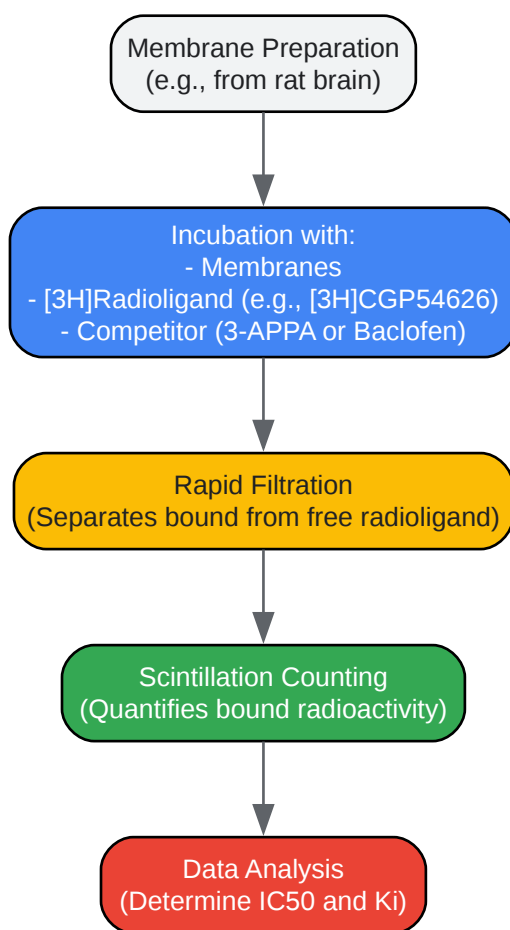 Membrane Preparation
(e.g., from rat brain)
Incubation with:
- Membranes
- [3H]Radioligand (e.g., [3H]CGP54626)
- Competitor (3-APPA or Baclofen)
Rapid Filtration
(Separates bound from free radioligand)
Scintillation Counting
(Quantifies bound radioactivity)
Data Analysis
(Determine IC50 and Ki)